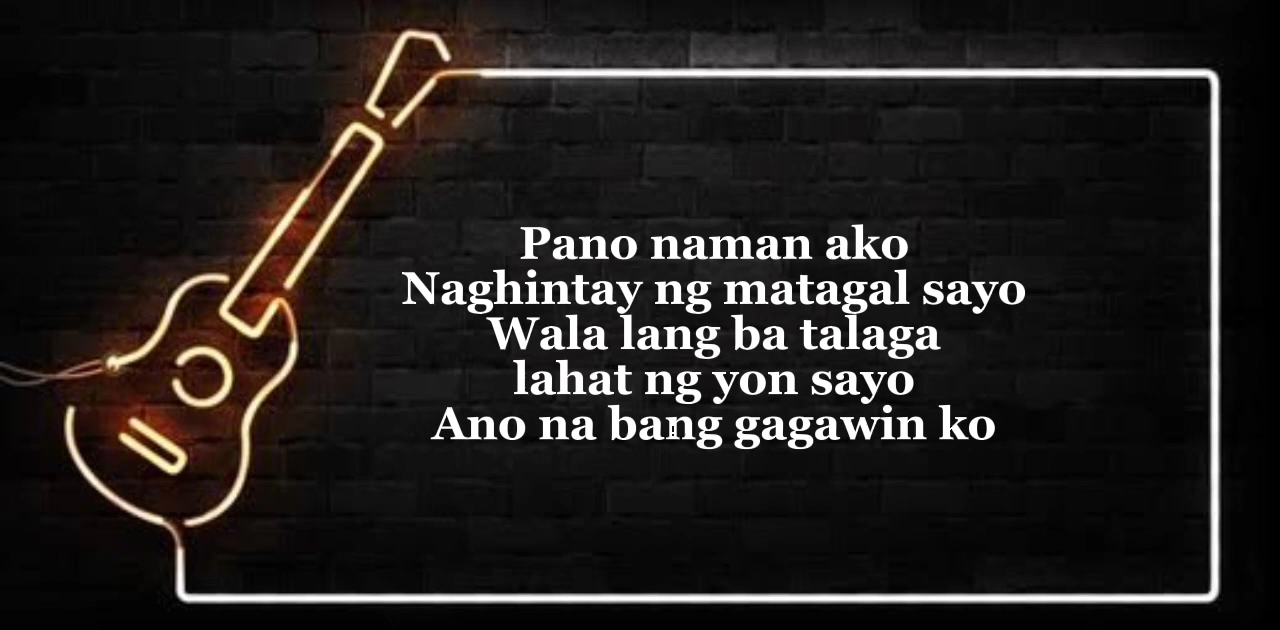 Pano naman ako
Naghintay ng matagal sayo
Wala lang ba talaga
lahat ng yon sayo
Ano na bang gagawin ko